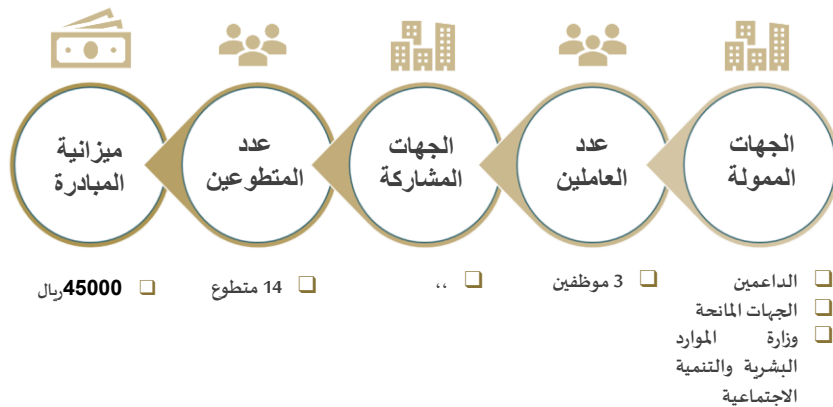 الجهات
الممولة
عدد
العاملين
الجهات
المشاركة
عدد
المتطوعين
ميزانية
المبادرة
الداعمين
الجهات المانحة
وزارة الموارد
البشرية والتنمية
الاجتماعية
3 موظفين
،،
14 متطوع
45000ريال